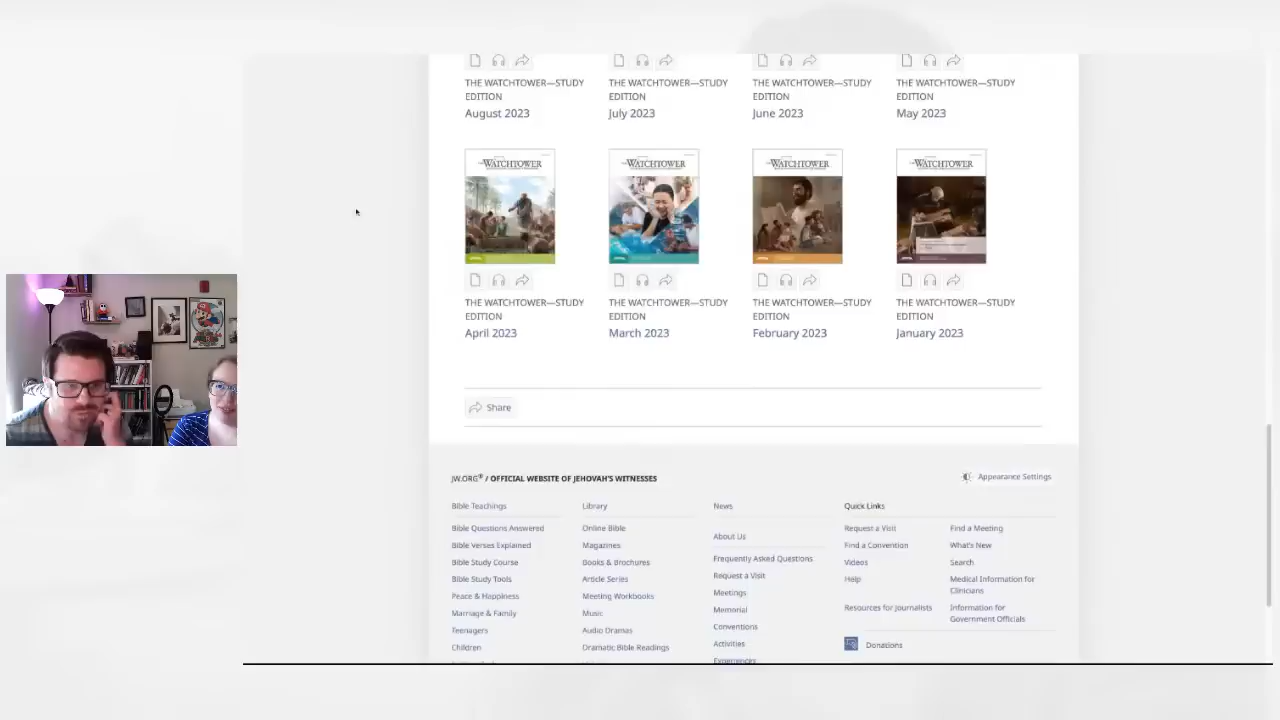 THE WATCHTOWER—STUDY EDITION
August 2023
THE WATCHTOWER—STUDY EDITION
July 2023
THE WATCHTOWER—STUDY EDITION
June 2023
THE WATCHTOWER—STUDY EDITION
May 2023
THE WATCHTOWER
THE WATCHTOWER
THE WATCHTOWER
THE WATCHTOWER
THE WATCHTOWER—STUDY EDITION
April 2023
THE WATCHTOWER—STUDY EDITION
March 2023
THE WATCHTOWER—STUDY EDITION
February 2023
THE WATCHTOWER—STUDY EDITION
January 2023
Share
JW.ORG® / OFFICIAL WEBSITE OF JEHOVAH'S WITNESSES
Appearance Settings
Bible Teachings
Bible Questions Answered
Bible Verses Explained
Bible Study Course
Bible Study Tools
Peace & Happiness
Marriage & Family
Teenagers
Children
Library
Online Bible
Magazines
Books & Brochures
Article Series
Meeting Workbooks
Music
Audio Dramas
Dramatic Bible Readings
News
About Us
Frequently Asked Questions
Request a Visit
Meetings
Memorial
Conventions
Activities
Experiences
Quick Links
Request a Visit
Find a Convention
Videos
Help
Resources for Journalists
Find a Meeting
What's New
Search
Medical Information for
Clinicians
Information for
Government Officials
Donations